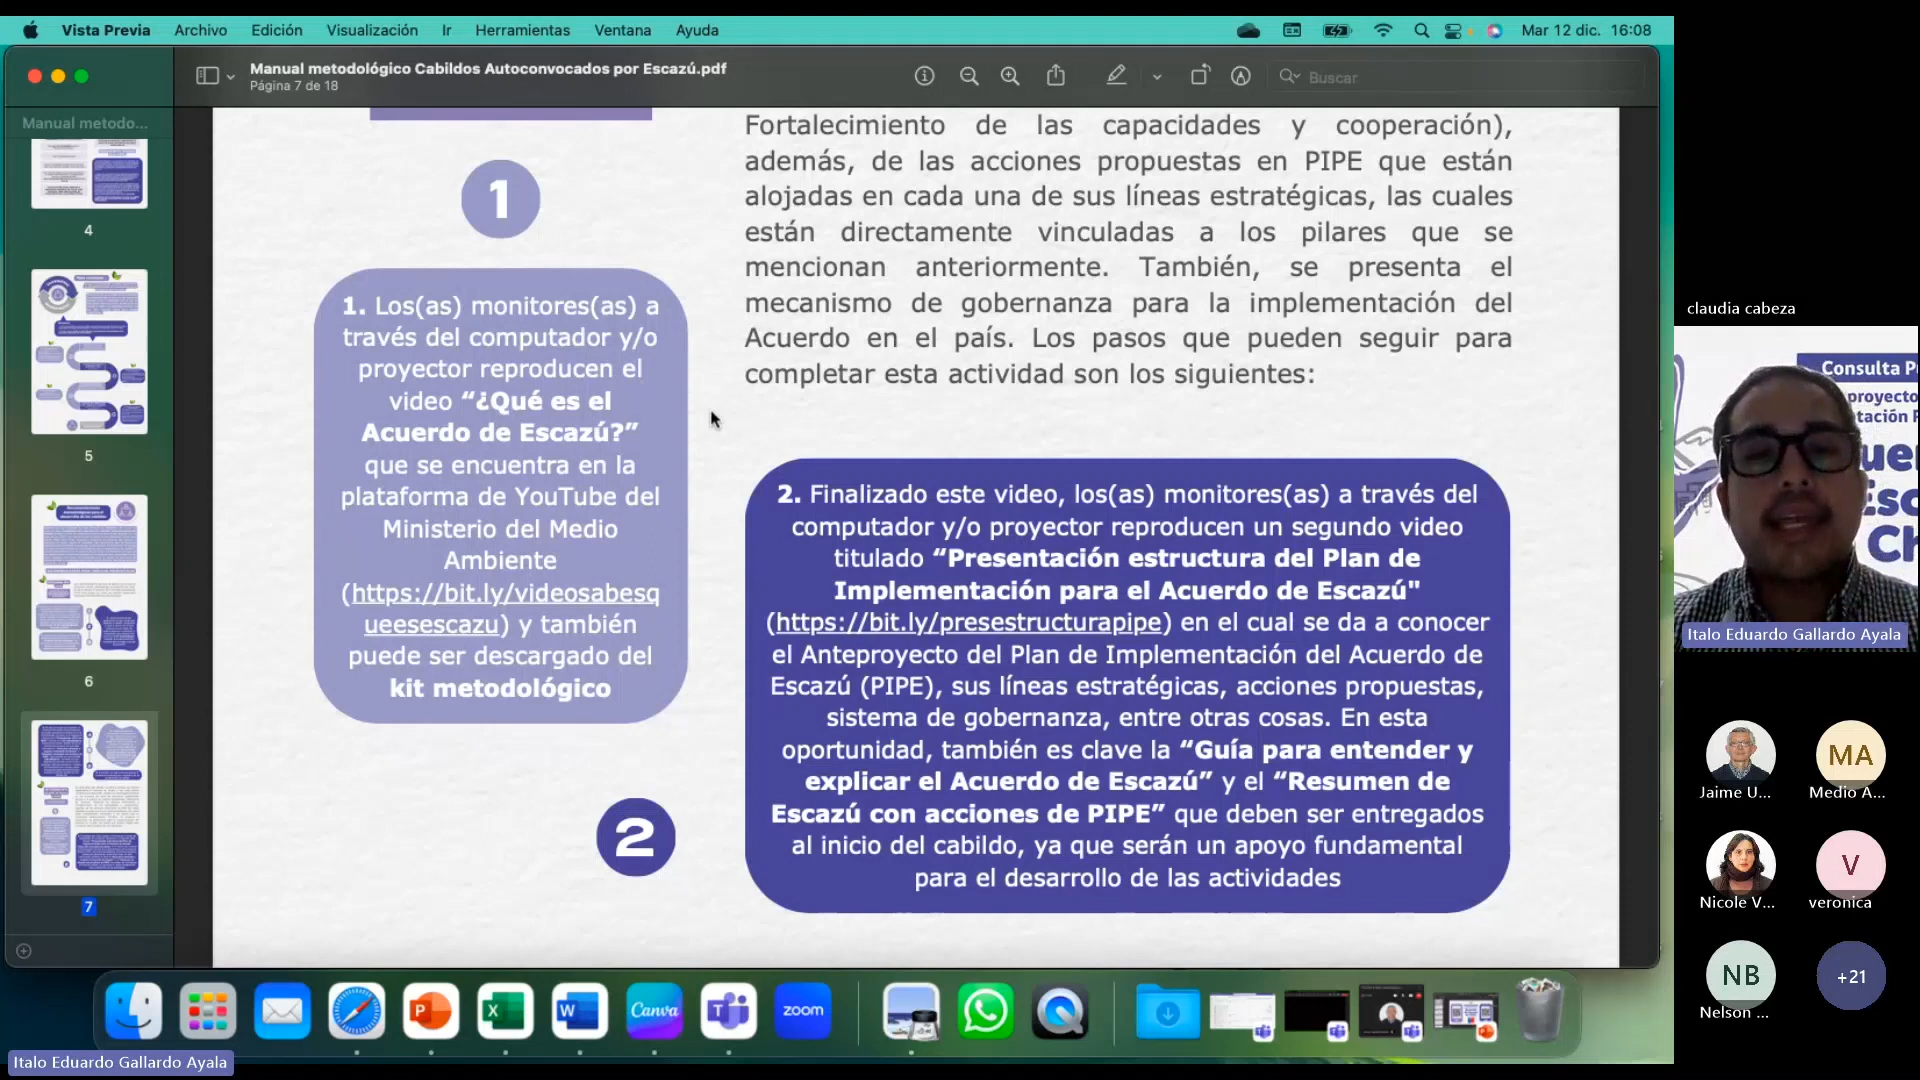 Vista Previa Archivo Edición Visualización Ir Herramientas Ventana Ayuda
Mar 12 dic. 16:08
Manual metodológico Cabildos Autoconvocados por Escazú.pdf
Página 7 de 18
Buscar
Manual metodo...
4
5
6
7
1
1. Los(as) monitores(as) a
través del computador y/o
proyector reproducen el
video “¿Qué es el
Acuerdo de Escazú?”
que se encuentra en la
plataforma de YouTube del
Ministerio del Medio
Ambiente
(https://bit.ly/videosabesq
ueesescazu) y también
puede ser descargado del
kit metodológico
Fortalecimiento de las capacidades y cooperación),
además, de las acciones propuestas en PIPE que están
alojadas en cada una de sus líneas estratégicas, las cuales
están directamente vinculadas a los pilares que se
mencionan anteriormente. También, se presenta el
mecanismo de gobernanza para la implementación del
Acuerdo en el país. Los pasos que pueden seguir para
completar esta actividad son los siguientes:
2
2. Finalizado este video, los(as) monitores(as) a través del
computador y/o proyector reproducen un segundo video
titulado “Presentación estructura del Plan de
Implementación para el Acuerdo de Escazú"
(https://bit.ly/presestructurapipe) en el cual se da a conocer
el Anteproyecto del Plan de Implementación del Acuerdo de
Escazú (PIPE), sus líneas estratégicas, acciones propuestas,
sistema de gobernanza, entre otras cosas. En esta
oportunidad, también es clave la “Guía para entender y
explicar el Acuerdo de Escazú” y el “Resumen de
Escazú con acciones de PIPE” que deben ser entregados
al inicio del cabildo, ya que serán un apoyo fundamental
para el desarrollo de las actividades
Canva
zoom
Italo Eduardo Gallardo Ayala
claudia cabeza
Consulta
proyecto
Italo Eduardo Gallardo Ayala
Jaime U...
MA
Medio A...
Nicole V...
V
veronica
NB
Nelson ...
+21